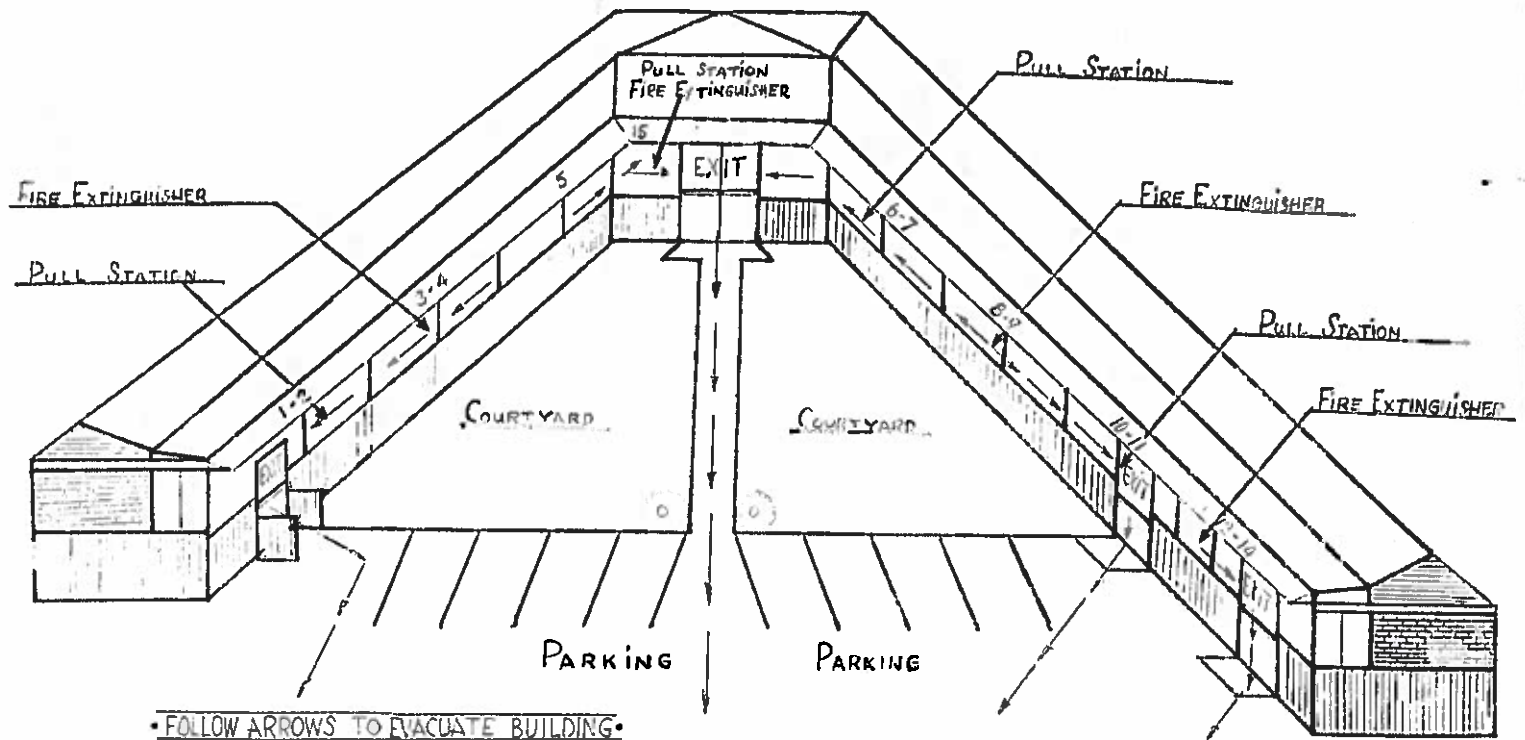 PULL STATION
FIRE EXTINGUISHER
PULL STATION
15
EXIT
5
FIRE EXTINGUISHER
6-7
FIRE EXTINGUISHER
PULL STATION
3-4
8-9
PULL STATION
1-2
COURTYARD
COURTYARD
10-11
FIRE EXTINGUISHER
EXIT
EXIT
12-14
EXIT
PARKING
PARKING
• FOLLOW ARROWS TO EVACUATE BUILDING •